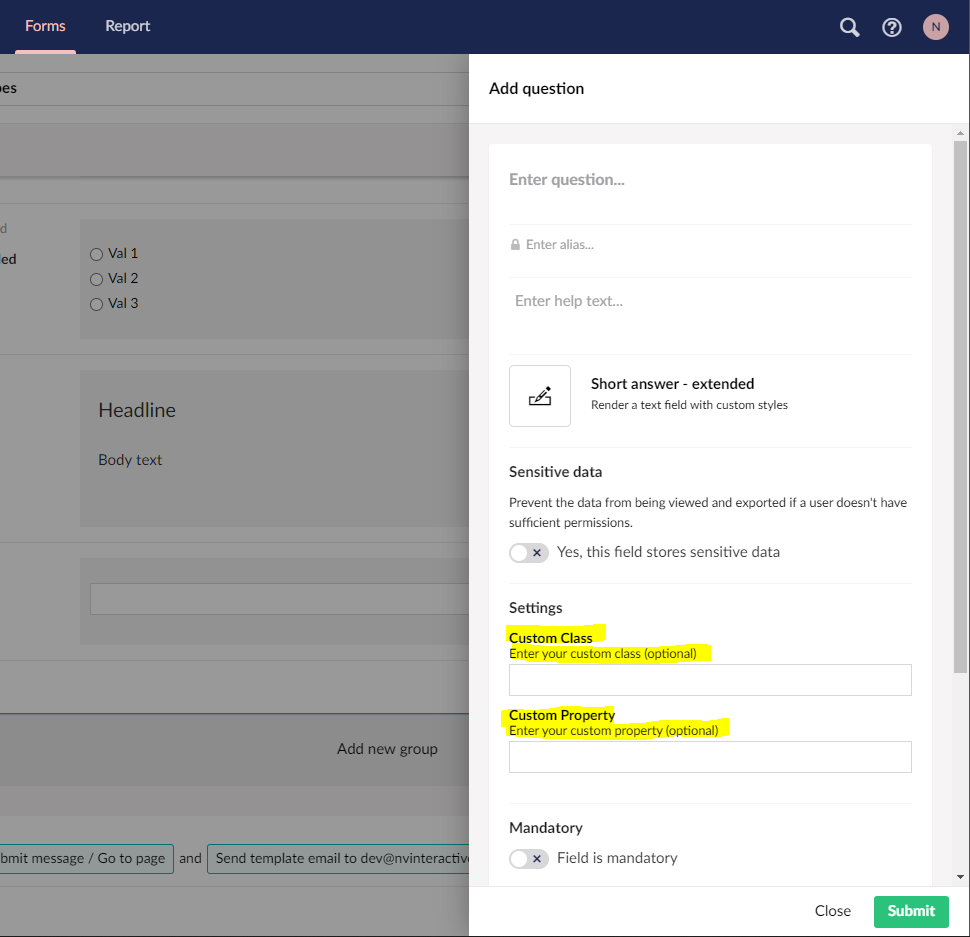 Forms
Report
N
Add question
Enter question...
Enter alias...
Enter help text...
Short answer - extended
Render a text field with custom styles
Sensitive data
Prevent the data from being viewed and exported if a user doesn't have
sufficient permissions.
Yes, this field stores sensitive data
Settings
Custom Class
Enter your custom class (optional)
Custom Property
Enter your custom property (optional)
Mandatory
Field is mandatory
Close
Submit
Val 1
Val 2
Val 3
Headline
Body text
Add new group
bmit message / Go to page
and
Send template email to dev@nvinteractive